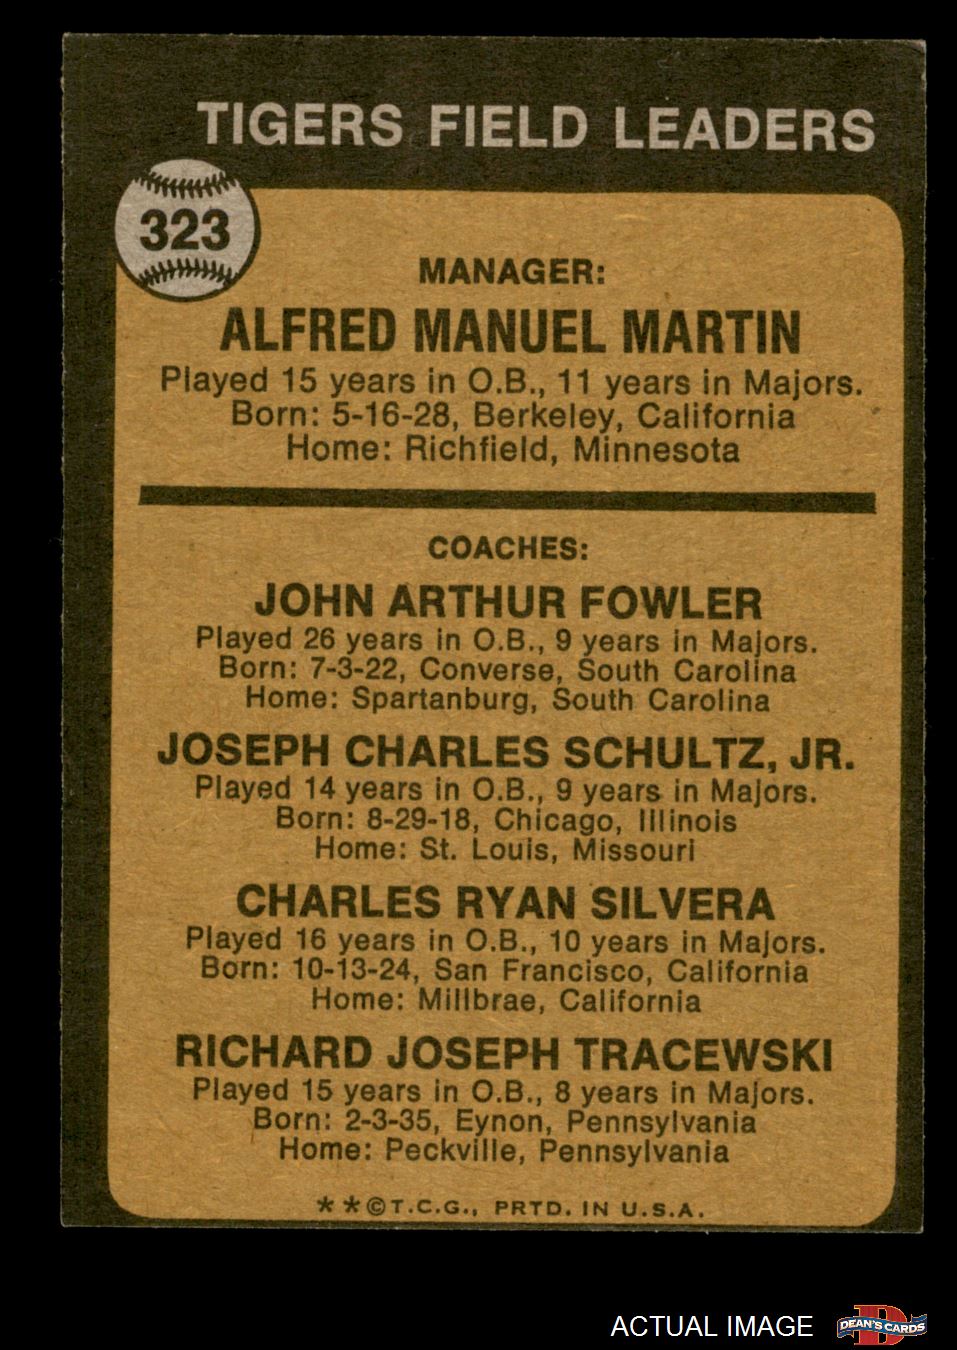 TIGERS FIELD LEADERS
323
MANAGER:
ALFRED MANUEL MARTIN
Played 15 years in O.B., 11 years in Majors.
Born: 5-16-28, Berkeley, California
Home: Richfield, Minnesota
COACHES:
JOHN ARTHUR FOWLER
Played 26 years in O.B., 9 years in Majors.
Born: 7-3-22, Converse, South Carolina
Home: Spartanburg, South Carolina
JOSEPH CHARLES SCHULTZ, JR.
Played 14 years in O.B., 9 years in Majors.
Born: 8-29-18, Chicago, Illinois
Home: St. Louis, Missouri
CHARLES RYAN SILVERA
Played 16 years in O.B., 10 years in Majors.
Born: 10-13-24, San Francisco, California
Home: Millbrae, California
RICHARD JOSEPH TRACEWSKI
Played 15 years in O.B., 8 years in Majors.
Born: 2-3-35, Eynon, Pennsylvania
Home: Peckville, Pennsylvania
**©T.C.G., PRTD. IN U.S.A.
ACTUAL IMAGE
D
DEAN'S CARDS